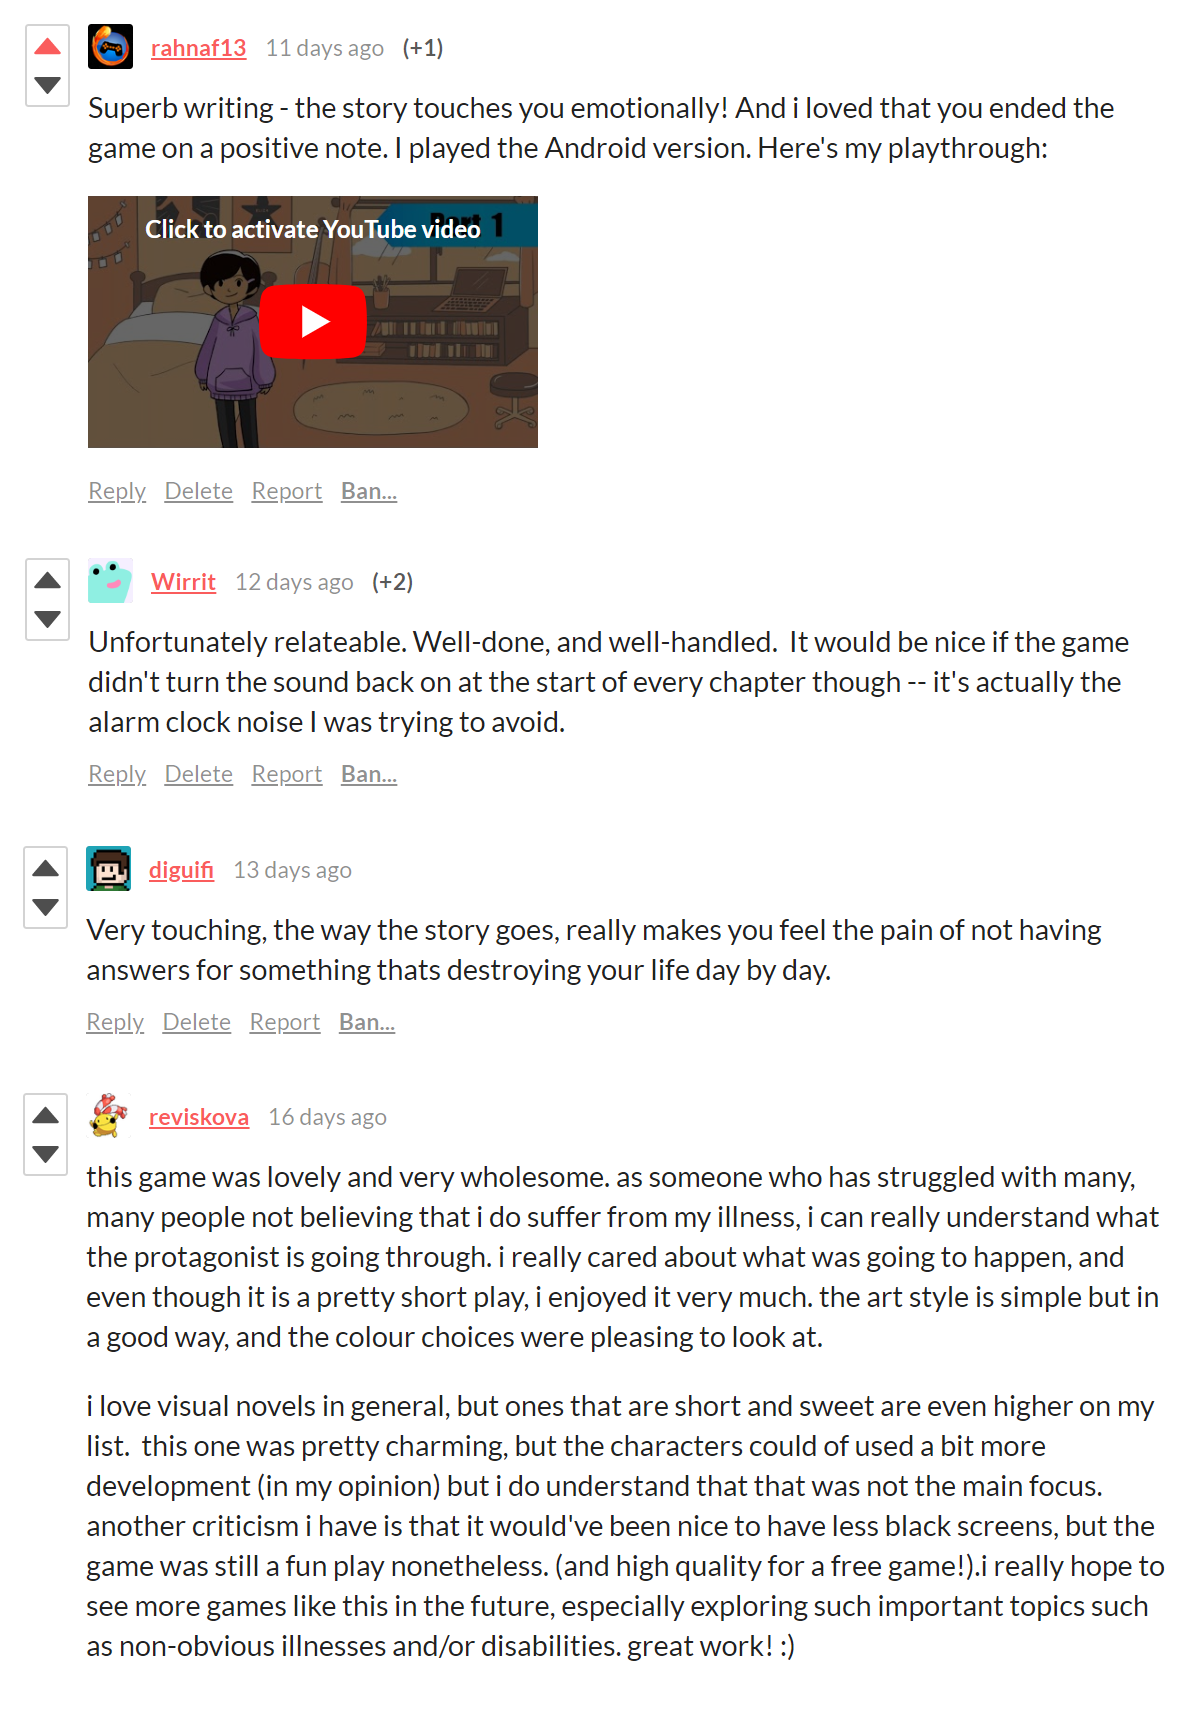 rahnaf13 11 days ago (+1)
Superb writing - the story touches you emotionally! And i loved that you ended the
game on a positive note. I played the Android version. Here's my playthrough:
Part 1
Click to activate YouTube video
Reply Delete Report Ban...
Wirrit 12 days ago (+2)
Unfortunately relateable. Well-done, and well-handled.  It would be nice if the game
didn't turn the sound back on at the start of every chapter though -- it's actually the
alarm clock noise I was trying to avoid.
Reply Delete Report Ban...
diguifi 13 days ago
Very touching, the way the story goes, really makes you feel the pain of not having
answers for something thats destroying your life day by day.
Reply Delete Report Ban...
reviskova 16 days ago
this game was lovely and very wholesome. as someone who has struggled with many,
many people not believing that i do suffer from my illness, i can really understand what
the protagonist is going through. i really cared about what was going to happen, and
even though it is a pretty short play, i enjoyed it very much. the art style is simple but in
a good way, and the colour choices were pleasing to look at.
i love visual novels in general, but ones that are short and sweet are even higher on my
list.  this one was pretty charming, but the characters could of used a bit more
development (in my opinion) but i do understand that that was not the main focus.
another criticism i have is that it would've been nice to have less black screens, but the
game was still a fun play nonetheless. (and high quality for a free game!).i really hope to
see more games like this in the future, especially exploring such important topics such
as non-obvious illnesses and/or disabilities. great work! :)